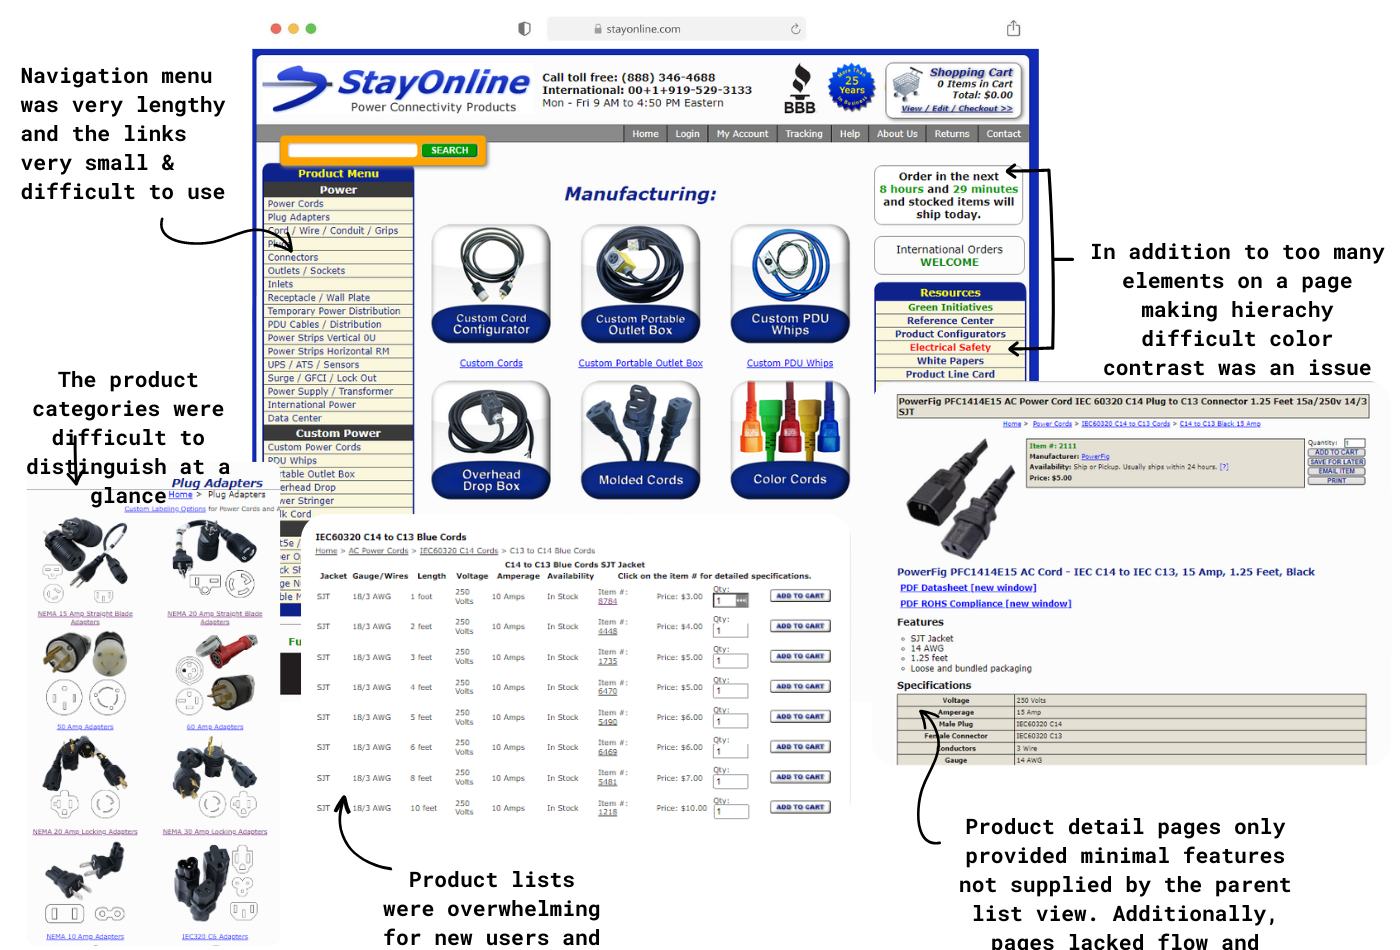 stayonline.com
Navigation menu
was very lengthy
and the links
very small &
difficult to use
StayOnline
Power Connectivity Products
Call toll free: (888) 346-4688
International: 00+1+919-529-3133
Mon - Fri 9 AM to 4:50 PM Eastern
BBB
More Than
25
Years
In Business
Shopping Cart
0 Items in Cart
Total: $0.00
View / Edit / Checkout >>
Home
Login
My Account
Tracking
Help
About Us
Returns
Contact
SEARCH
Product Menu
Power
Power Cords
Plug Adapters
Cord / Wire / Conduit / Grips
Connectors
Outlets / Sockets
Inlets
Receptacle / Wall Plate
Temporary Power Distribution
PDU Cables / Distribution
Power Strips Vertical 0U
Power Strips Horizontal RM
UPS / ATS / Sensors
Surge / GFCI / Lock Out
Power Supply / Transformer
International Power
Data Center
Custom Power
Custom Power Cords
PDU Whips
rtable Outlet Box
erhead Drop
wer Stringer
lk Cord
Manufacturing:
Custom Cord
Configurator
Custom Portable
Outlet Box
Custom PDU
Whips
Custom Cords
Custom Portable Outlet Box
Custom PDU Whips
Overhead
Drop Box
Molded Cords
Color Cords
Order in the next
8 hours and 29 minutes
and stocked items will
ship today.
International Orders
WELCOME
Resources
Green Initiatives
Reference Center
Product Configurators
Electrical Safety
White Papers
Product Line Card
In addition to too many
elements on a page
making hierachy
difficult color
contrast was an issue
The product
categories were
difficult to
distinguish at a
glance
Plug Adapters
Home > Plug Adapters
Custom Labeling Options for Power Cords and A
NEMA 15 Amp Straight Blade
Adapters
NEMA 20 Amp Straight Blade
Adapters
50 Amp Adapters
60 Amp Adapters
NEMA 20 Amp Locking Adapters
NEMA 30 Amp Locking Adapters
NEMA 10 Amp Adapters
IEC320 C6 Adapters
t5e /
er O
ck Sh
ge N
ble M
Fu
IEC60320 C14 to C13 Blue Cords
Home > AC Power Cords > IEC60320 C14 Cords > C13 to C14 Blue Cords
C14 to C13 Blue Cords SJT Jacket
Jacket Gauge/Wires Length Voltage Amperage Availability Click on the item # for detailed specifications.
SJT 18/3 AWG 1 foot 250 Volts 10 Amps In Stock Item #: 8784 Price: $3.00 Qty: 1 ADD TO CART
SJT 18/3 AWG 2 feet 250 Volts 10 Amps In Stock Item #: 4448 Price: $4.00 Qty: 1 ADD TO CART
SJT 18/3 AWG 3 feet 250 Volts 10 Amps In Stock Item #: 1735 Price: $5.00 Qty: 1 ADD TO CART
SJT 18/3 AWG 4 feet 250 Volts 10 Amps In Stock Item #: 6470 Price: $5.00 Qty: 1 ADD TO CART
SJT 18/3 AWG 5 feet 250 Volts 10 Amps In Stock Item #: 5490 Price: $6.00 Qty: 1 ADD TO CART
SJT 18/3 AWG 6 feet 250 Volts 10 Amps In Stock Item #: 6469 Price: $6.00 Qty: 1 ADD TO CART
SJT 18/3 AWG 8 feet 250 Volts 10 Amps In Stock Item #: 5481 Price: $7.00 Qty: 1 ADD TO CART
SJT 18/3 AWG 10 feet 250 Volts 10 Amps In Stock Item #: 1218 Price: $10.00 Qty: 1 ADD TO CART
Product lists
were overwhelming
for new users and
PowerFig PFC1414E15 AC Power Cord IEC 60320 C14 Plug to C13 Connector 1.25 Feet 15a/250v 14/3
SJT
Home > Power Cords > IEC60320 C14 to C13 Cords > C14 to C13 Black 15 Amp
Item #: 2111
Manufacturer: PowerFig
Availability: Ship or Pickup. Usually ships within 24 hours. [?]
Price: $5.00
Quantity: 1
ADD TO CART
SAVE FOR LATER
EMAIL ITEM
PRINT
PowerFig PFC1414E15 AC Cord - IEC C14 to IEC C13, 15 Amp, 1.25 Feet, Black
PDF Datasheet [new window]
PDF ROHS Compliance [new window]
Features
SJT Jacket
14 AWG
1.25 feet
Loose and bundled packaging
Specifications
Voltage 250 Volts
Amperage 15 Amp
Male Plug IEC60320 C14
Female Connector IEC60320 C13
Conductors 3 Wire
Gauge 14 AWG
Product detail pages only
provided minimal features
not supplied by the parent
list view. Additionally,
pages lacked flow and